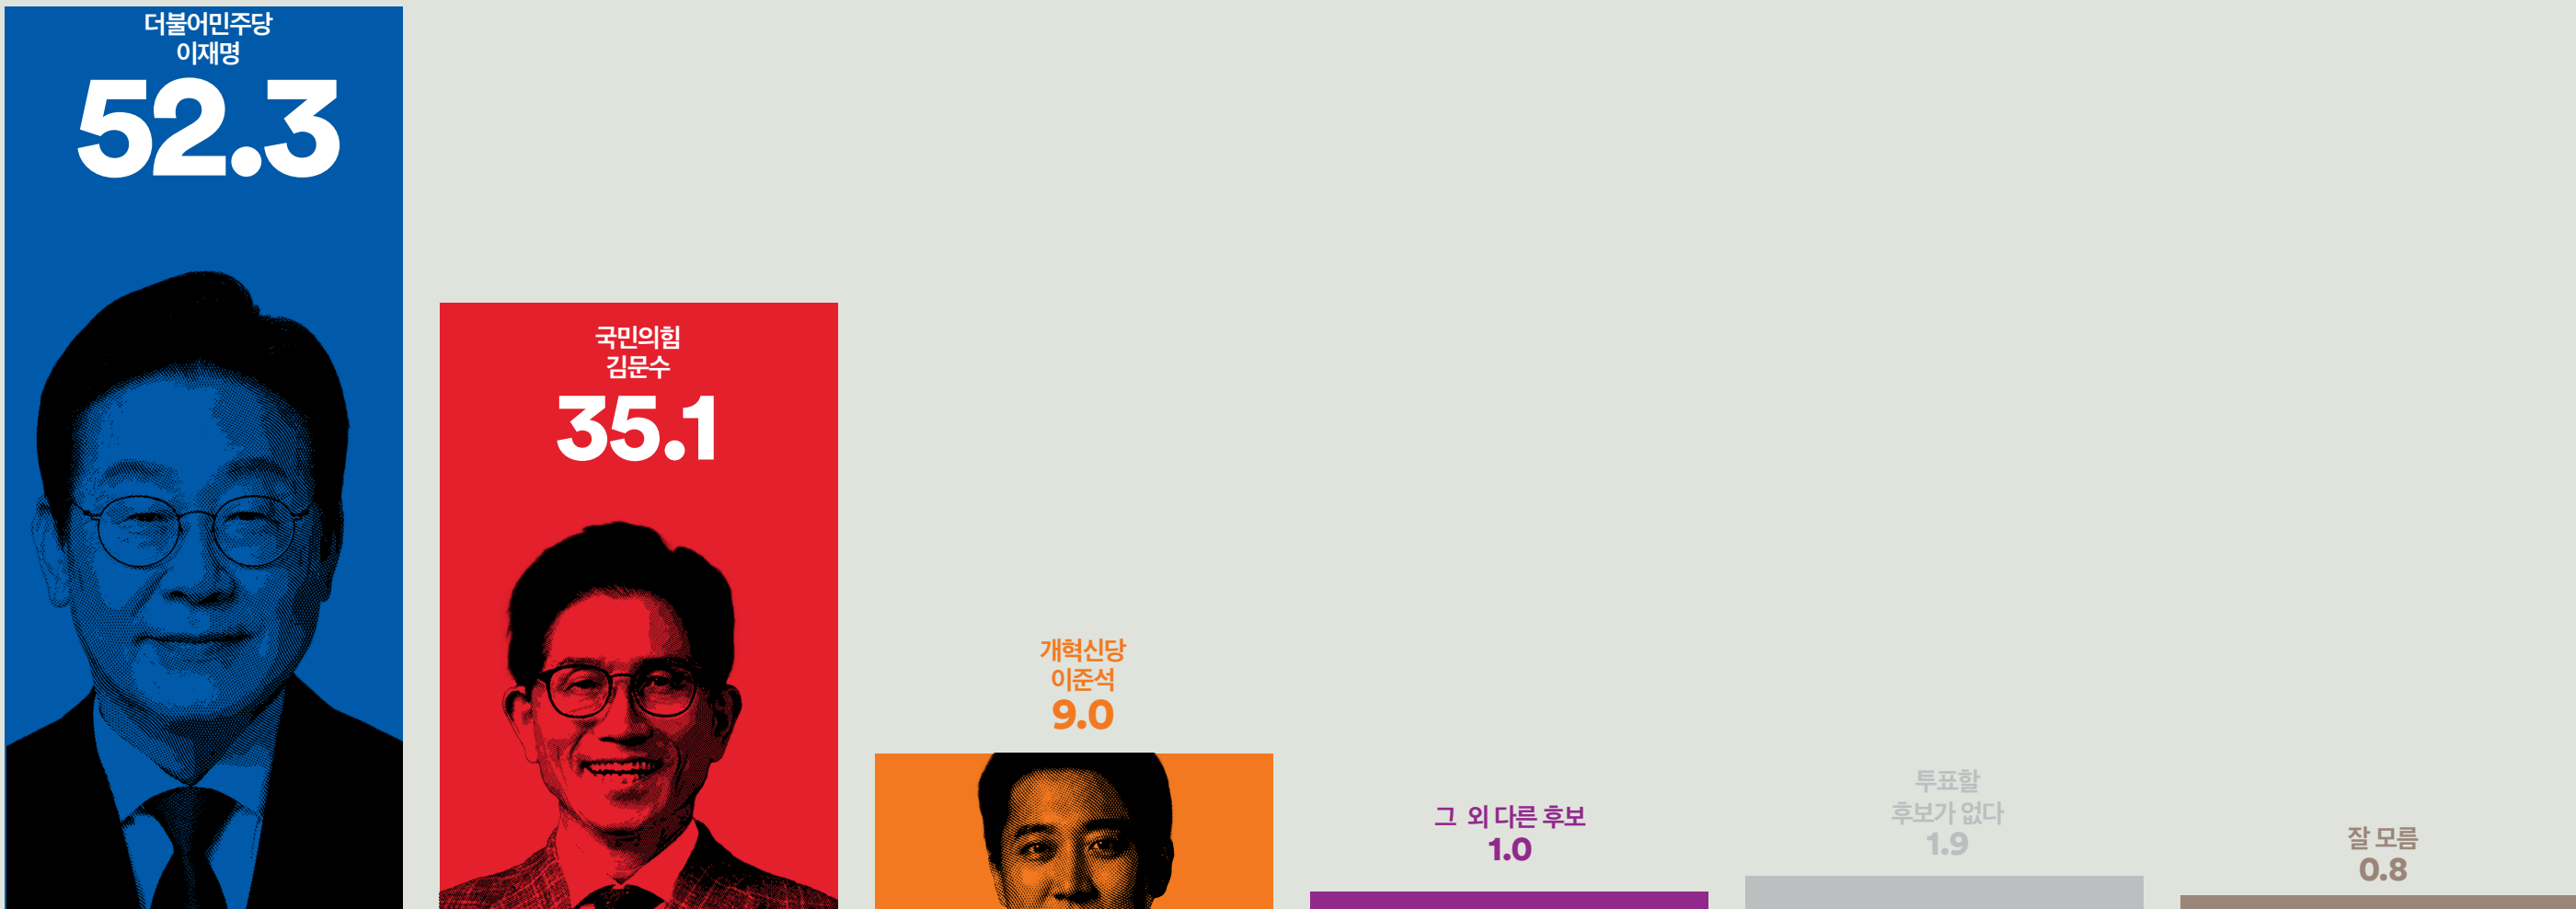 더불어민주당
이재명
52.3
국민의힘
김문수
35.1
개혁신당
이준석
9.0
그 외 다른 후보
1.0
투표할
후보가 없다
1.9
잘 모름
0.8